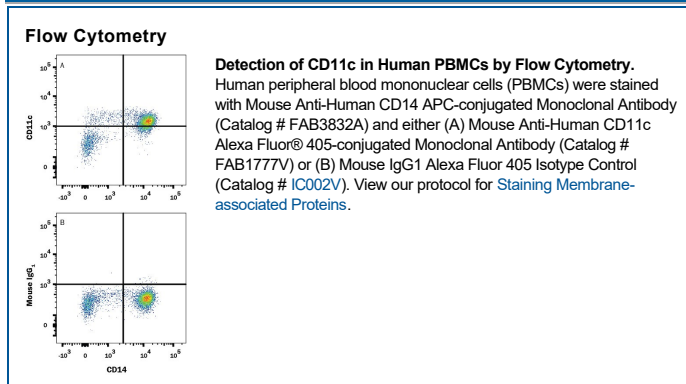 Flow Cytometry
Detection of CD11c in Human PBMCs by Flow Cytometry.
Human peripheral blood mononuclear cells (PBMCs) were stained
with Mouse Anti-Human CD14 APC-conjugated Monoclonal Antibody
(Catalog # FAB3832A) and either (A) Mouse Anti-Human CD11c
Alexa Fluor® 405-conjugated Monoclonal Antibody (Catalog #
FAB1777V) or (B) Mouse IgG1 Alexa Fluor 405 Isotype Control
(Catalog # IC002V). View our protocol for Staining Membrane-
associated Proteins.
A
CD11c
10⁵
10⁴
10³
0
-10³ 0 10³ 10⁴ 10⁵
B
Mouse IgG₁
10⁵
10⁴
10³
0
-10³ 0 10³ 10⁴ 10⁵
CD14